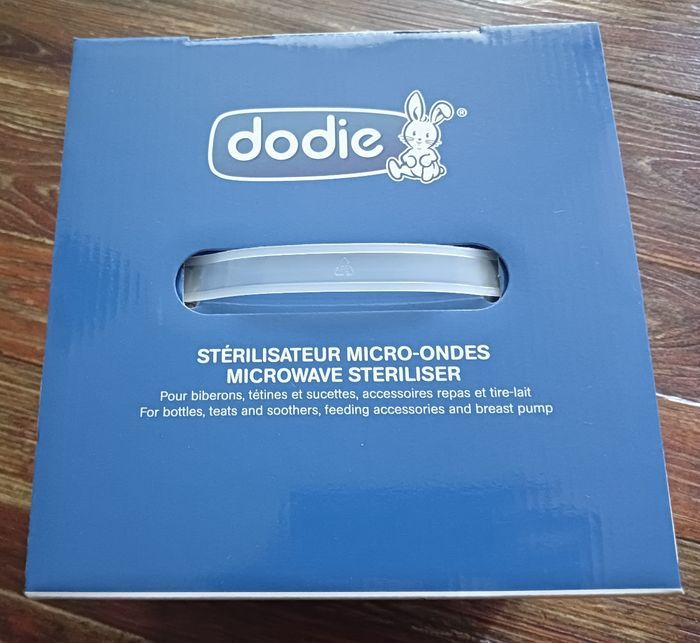 dodie®
STÉRILISATEUR MICRO-ONDES
MICROWAVE STERILISER
Pour biberons, tétines et sucettes, accessoires repas et tire-lait
For bottles, teats and soothers, feeding accessories and breast pump